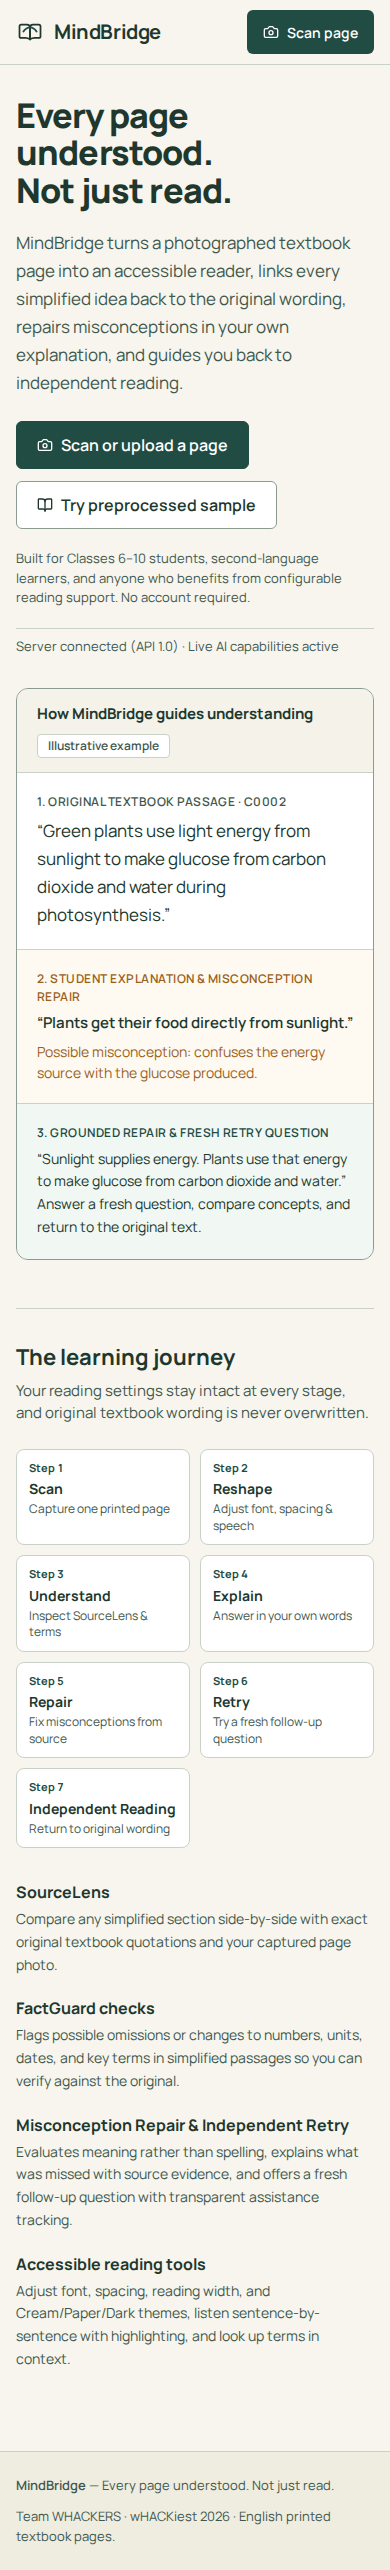 MindBridge
Scan page
Every page
understood.
Not just read.
MindBridge turns a photographed textbook
page into an accessible reader, links every
simplified idea back to the original wording,
repairs misconceptions in your own
explanation, and guides you back to
independent reading.
Scan or upload a page
Try preprocessed sample
Built for Classes 6–10 students, second-language
learners, and anyone who benefits from configurable
reading support. No account required.
Server connected (API 1.0) · Live AI capabilities active
How MindBridge guides understanding
Illustrative example
1. ORIGINAL TEXTBOOK PASSAGE · C0002
“Green plants use light energy from
sunlight to make glucose from carbon
dioxide and water during
photosynthesis.”
2. STUDENT EXPLANATION & MISCONCEPTION
REPAIR
“Plants get their food directly from sunlight.”
Possible misconception: confuses the energy
source with the glucose produced.
3. GROUNDED REPAIR & FRESH RETRY QUESTION
“Sunlight supplies energy. Plants use that energy
to make glucose from carbon dioxide and water.”
Answer a fresh question, compare concepts, and
return to the original text.
The learning journey
Your reading settings stay intact at every stage,
and original textbook wording is never overwritten.
Step 1
Scan
Capture one printed page
Step 2
Reshape
Adjust font, spacing &
speech
Step 3
Understand
Inspect SourceLens &
terms
Step 4
Explain
Answer in your own words
Step 5
Repair
Fix misconceptions from
source
Step 6
Retry
Try a fresh follow-up
question
Step 7
Independent Reading
Return to original wording
SourceLens
Compare any simplified section side-by-side with exact
original textbook quotations and your captured page
photo.
FactGuard checks
Flags possible omissions or changes to numbers, units,
dates, and key terms in simplified passages so you can
verify against the original.
Misconception Repair & Independent Retry
Evaluates meaning rather than spelling, explains what
was missed with source evidence, and offers a fresh
follow-up question with transparent assistance
tracking.
Accessible reading tools
Adjust font, spacing, reading width, and
Cream/Paper/Dark themes, listen sentence-by-
sentence with highlighting, and look up terms in
context.
MindBridge — Every page understood. Not just read.
Team WHACKERS · wHACKiest 2026 · English printed
textbook pages.